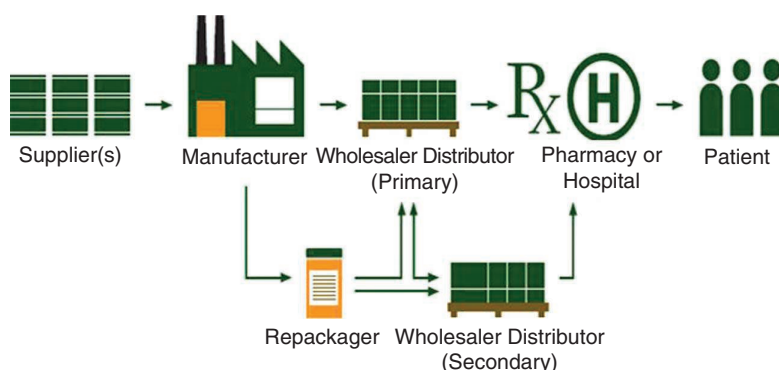 Rx
H
Supplier(s)
Manufacturer
Wholesaler Distributor
(Primary)
Pharmacy or
Hospital
Patient
Repackager
Wholesaler Distributor
(Secondary)